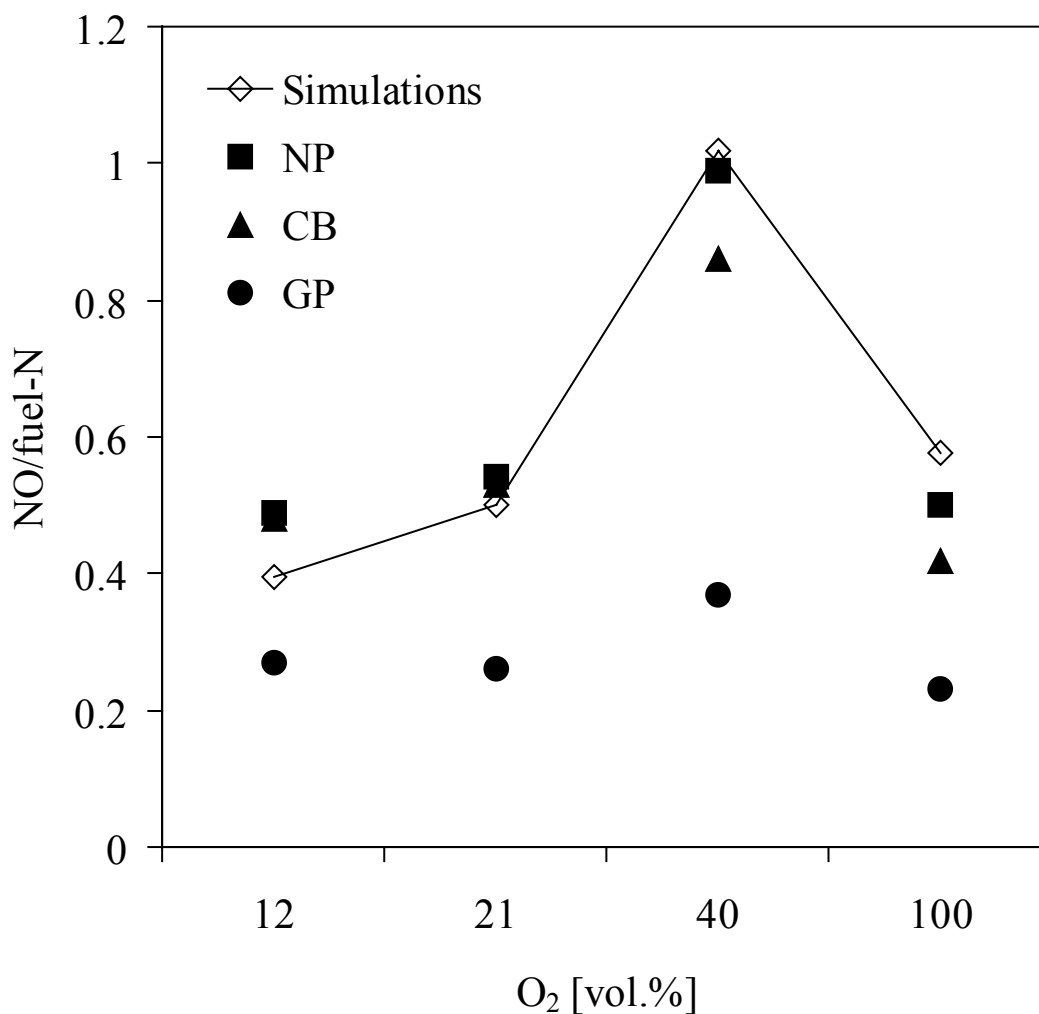 1.2
1
0.8
0.6
0.4
0.2
0
NO/fuel-N
Simulations
NP
CB
GP
12 21 40 100
O₂ [vol.%]